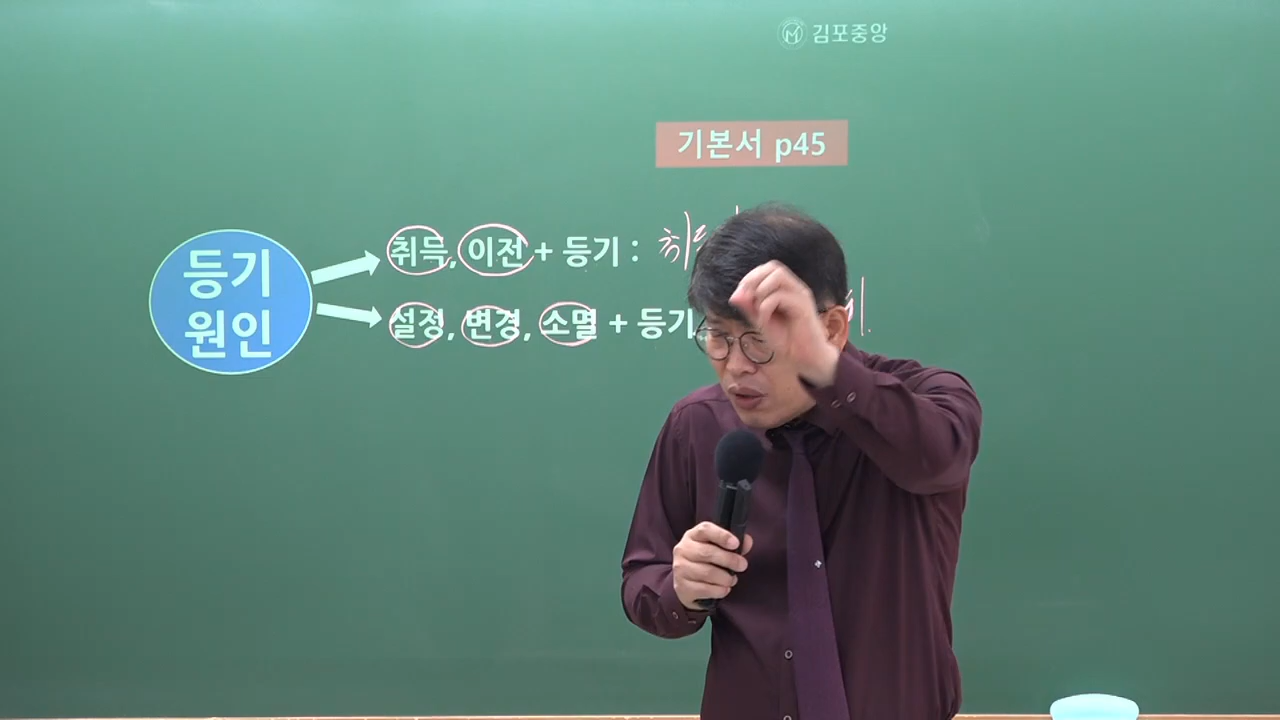 김포중앙
기본서 p45
등기
원인
취득, 이전 + 등기 :
설정, 변경, 소멸 + 등기